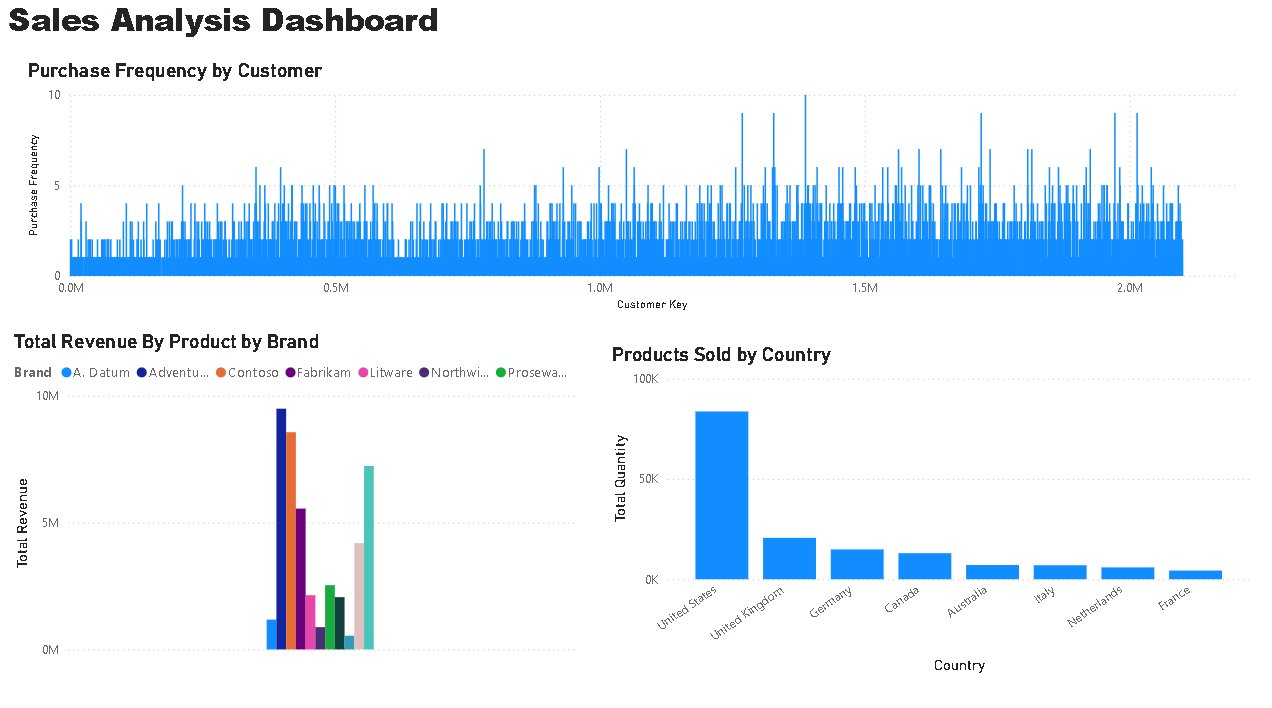 Sales Analysis Dashboard
Purchase Frequency by Customer
Purchase Frequency
10
5
0
0.0M 0.5M 1.0M 1.5M 2.0M
Customer Key
Total Revenue By Product by Brand
Brand A. Datum Adventu... Contoso Fabrikam Litware Northwi... Prosewa...
Total Revenue
10M
5M
0M
Products Sold by Country
Total Quantity
100K
50K
0K
United States United Kingdom Germany Canada Australia Italy Netherlands France
Country